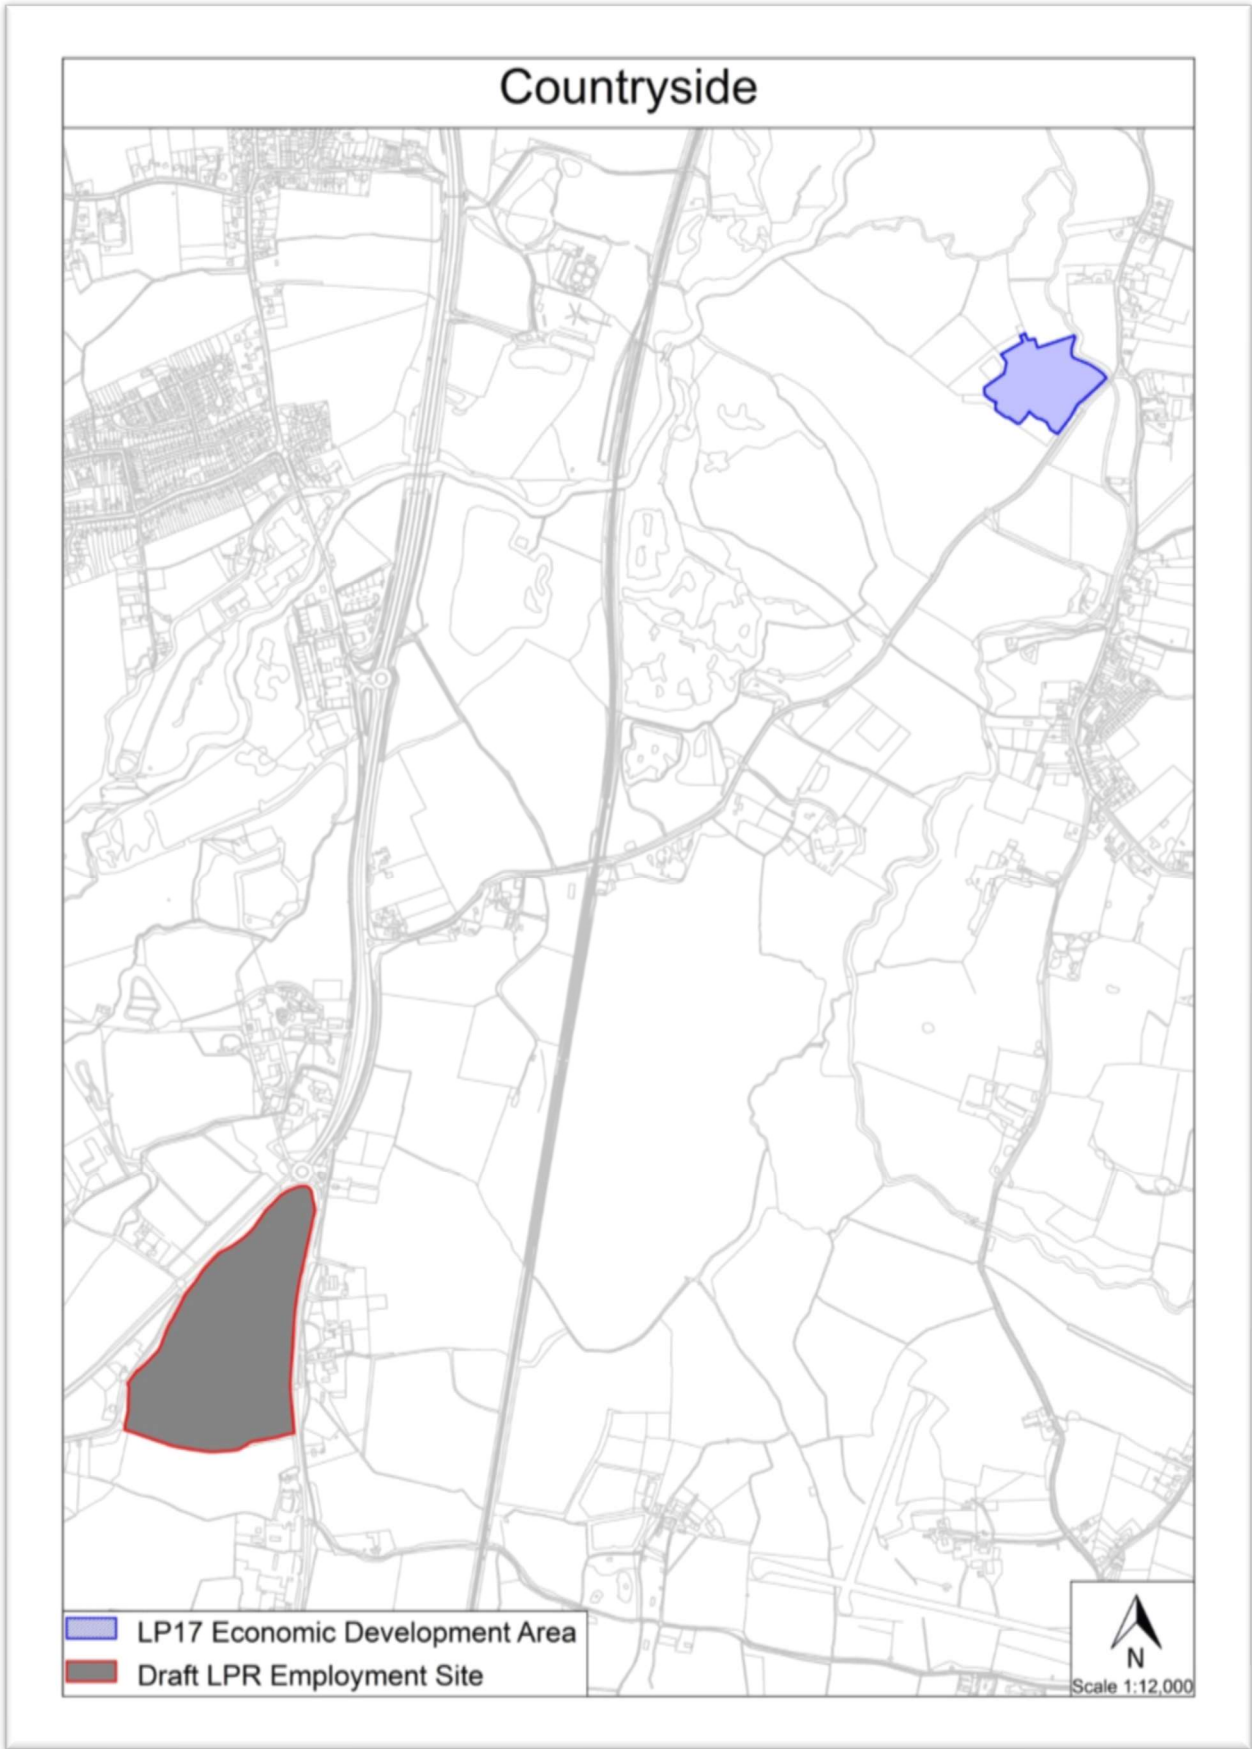 Countryside
LP17 Economic Development Area
Draft LPR Employment Site
N
Scale 1:12,000